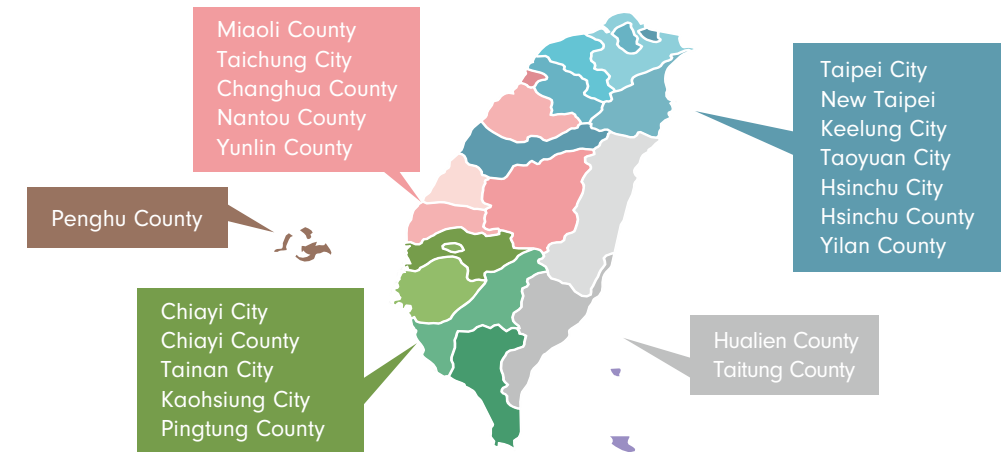 Miaoli County
Taichung City
Changhua County
Nantou County
Yunlin County
Taipei City
New Taipei
Keelung City
Taoyuan City
Hsinchu City
Hsinchu County
Yilan County
Penghu County
Chiayi City
Chiayi County
Tainan City
Kaohsiung City
Pingtung County
Hualien County
Taitung County